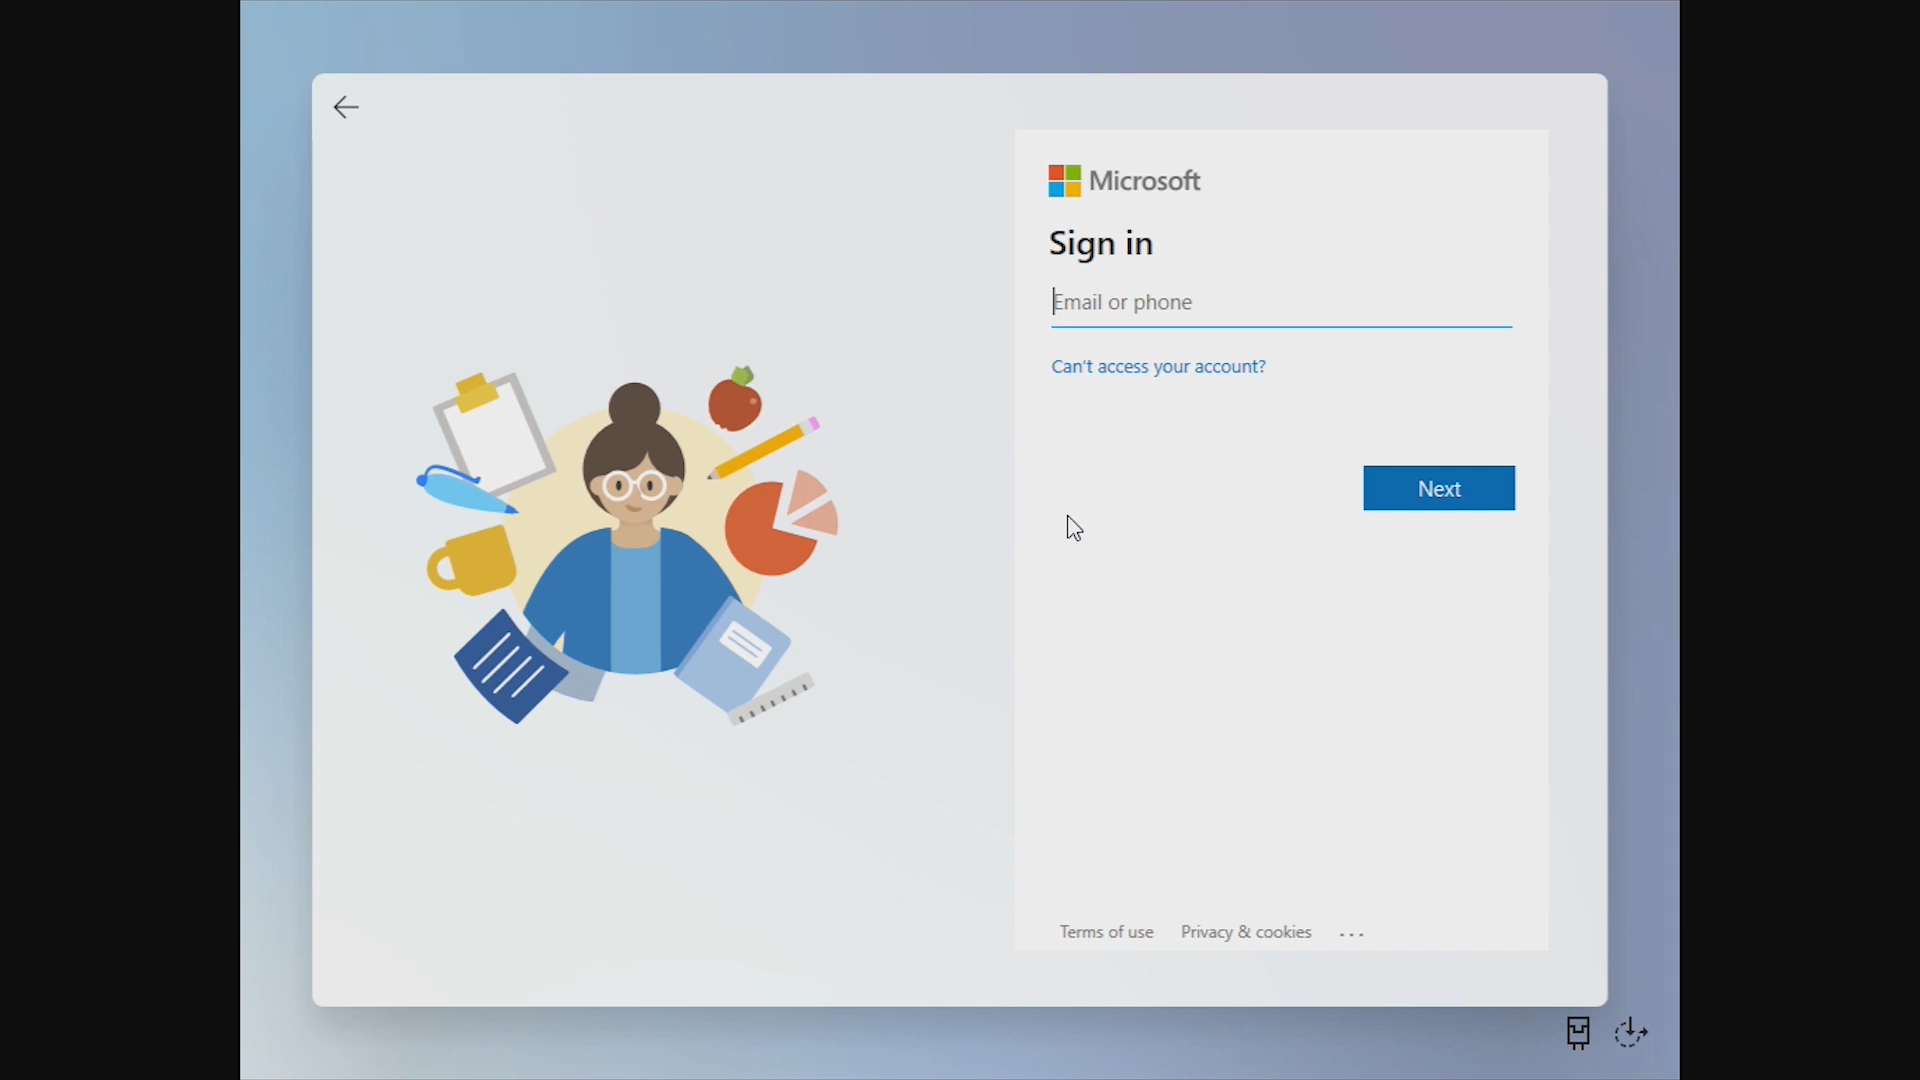 Microsoft
Sign in
Email or phone
Can't access your account?
Next
Terms of use Privacy & cookies ...